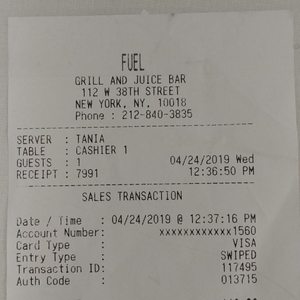 FUEL
GRILL AND JUICE BAR
112 W 38TH STREET
NEW YORK, NY, 10018
Phone : 212-840-3835
SERVER : TANIA
TABLE : CASHIER 1
GUESTS : 1 04/24/2019 Wed
RECEIPT : 7991 12:36:50 PM
SALES TRANSACTION
Date / Time : 04/24/2019 @ 12:37:16 PM
Account Number: xxxxxxxxxxxx1560
Card Type : VISA
Entry Type : SWIPED
Transaction ID: 117495
Auth Code : 013715